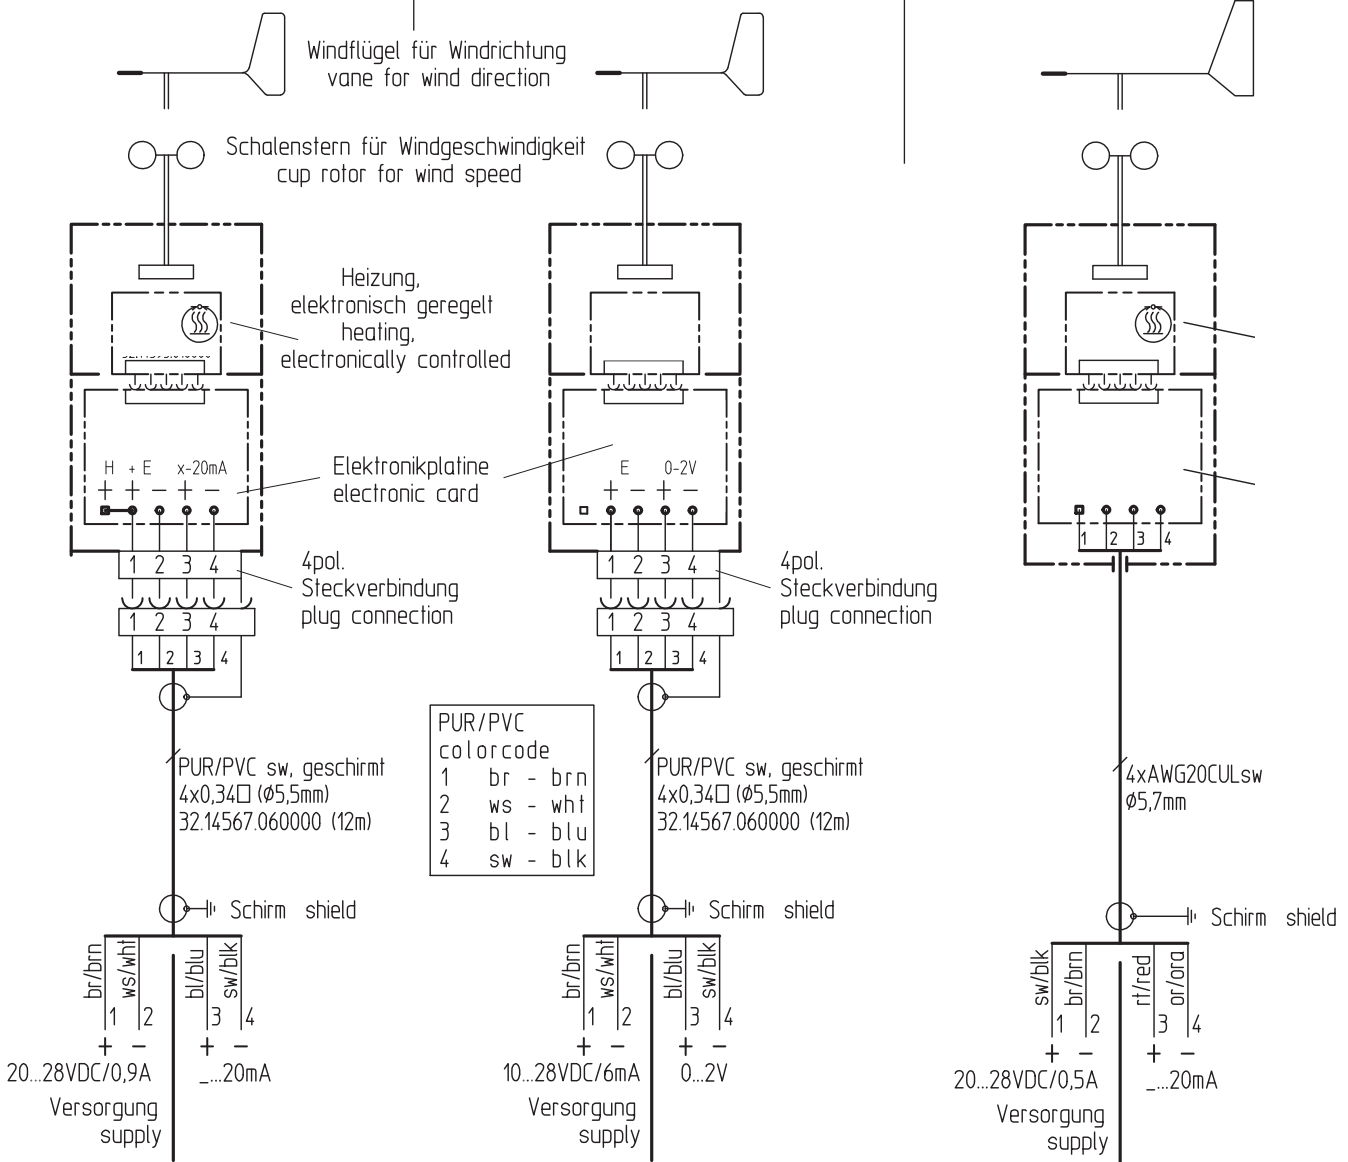 Windflügel für Windrichtung
vane for wind direction
Schalenstern für Windgeschwindigkeit
cup rotor for wind speed
Heizung,
elektronisch geregelt
heating,
electronically controlled
H + E x-20mA
+ + − + −
Elektronikplatine
electronic card
E 0-2V
+ − + −
1 2 3 4
1 2 3 4
1 2 3 4
4pol.
Steckverbindung
plug connection
1 2 3 4
1 2 3 4
1 2 3 4
4pol.
Steckverbindung
plug connection
1 2 3 4
PUR/PVC sw, geschirmt
4x0,34□ (Ø5,5mm)
32.14567.060000 (12m)
PUR/PVC
colorcode
1 br - brn
2 ws - wht
3 bl - blu
4 sw - blk
PUR/PVC sw, geschirmt
4x0,34□ (Ø5,5mm)
32.14567.060000 (12m)
4xAWG20CULsw
Ø5,7mm
Schirm shield
Schirm shield
Schirm shield
br/brn ws/wht bl/blu sw/blk
1 2 3 4
+ − + −
20...28VDC/0,9A _...20mA
Versorgung
supply
br/brn ws/wht bl/blu sw/blk
1 2 3 4
+ − + −
10...28VDC/6mA 0...2V
Versorgung
supply
sw/blk br/brn rt/red or/ora
1 2 3 4
+ − + −
20...28VDC/0,5A _...20mA
Versorgung
supply